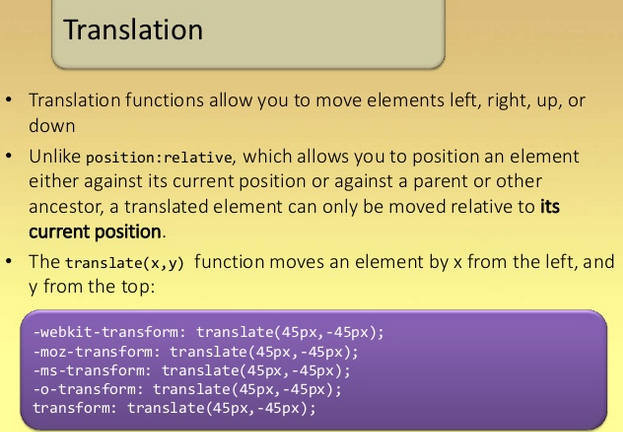 Translation
• Translation functions allow you to move elements left, right, up, or
down
• Unlike position:relative, which allows you to position an element
either against its current position or against a parent or other
ancestor, a translated element can only be moved relative to its
current position.
• The translate(x,y) function moves an element by x from the left, and
y from the top:
-webkit-transform: translate(45px,-45px);
-moz-transform: translate(45px,-45px);
-ms-transform: translate(45px,-45px);
-o-transform: translate(45px,-45px);
transform: translate(45px,-45px);